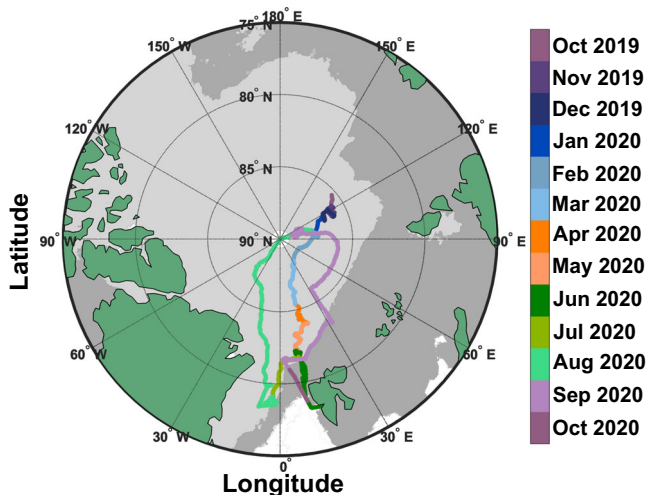 180° E
75° N
150° W
150° E
Oct 2019
Nov 2019
80° N
Dec 2019
120° W
120° E
Jan 2020
85° N
Feb 2020
Mar 2020
90° W
90° N
90° E
Apr 2020
Latitude
May 2020
Jun 2020
Jul 2020
60° W
60° E
Aug 2020
Sep 2020
30° W
30° E
Oct 2020
0°
Longitude